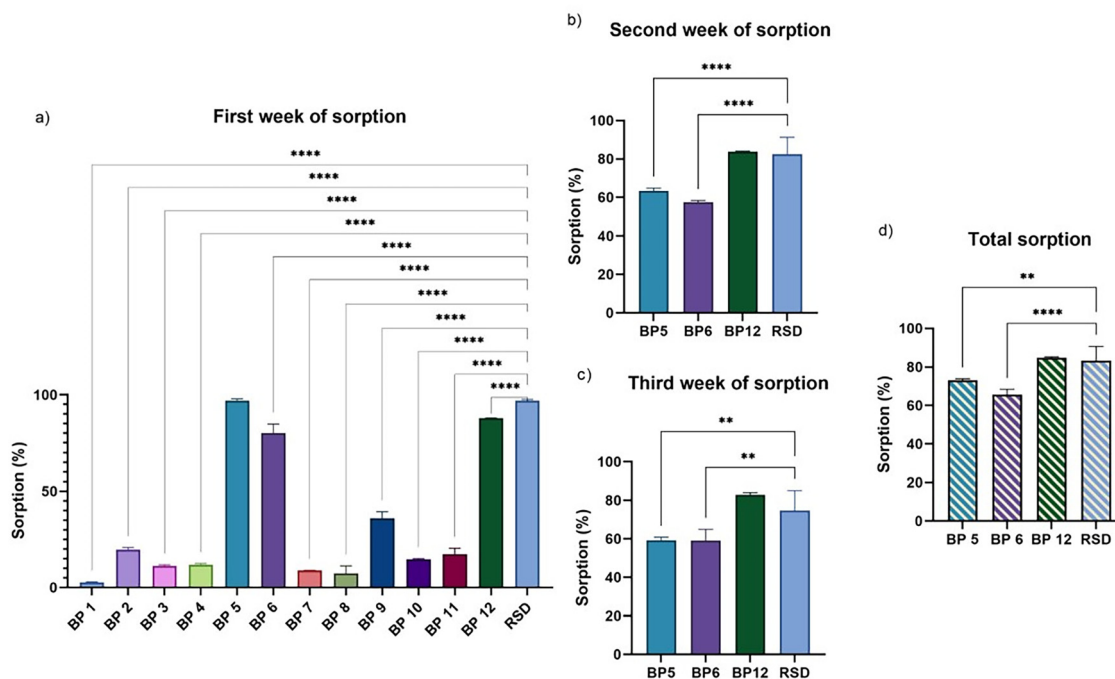 a)
First week of sorption
****
****
****
****
****
****
****
****
****
****
****
Sorption (%)
100
50
0
BP 1
BP 2
BP 3
BP 4
BP 5
BP 6
BP 7
BP 8
BP 9
BP 10
BP 11
BP 12
RSD
b)
Second week of sorption
****
****
Sorption (%)
100
80
60
40
20
0
BP5 BP6 BP12 RSD
c)
Third week of sorption
**
**
Sorption (%)
100
80
60
40
20
0
BP5 BP6 BP12 RSD
d)
Total sorption
**
****
Sorption (%)
100
80
60
40
20
0
BP 5 BP 6 BP 12 RSD